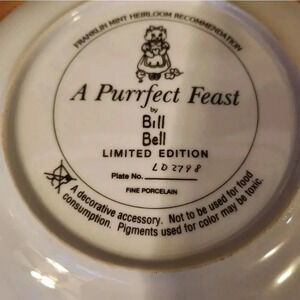 FRANKLIN MINT HEIRLOOM RECOMMENDATION
A Purrfect Feast
by
Bill
Bell
LIMITED EDITION
LD2798
Plate No.
FINE PORCELAIN
A decorative accessory. Not to be used for food
consumption. Pigments used for color may be toxic.